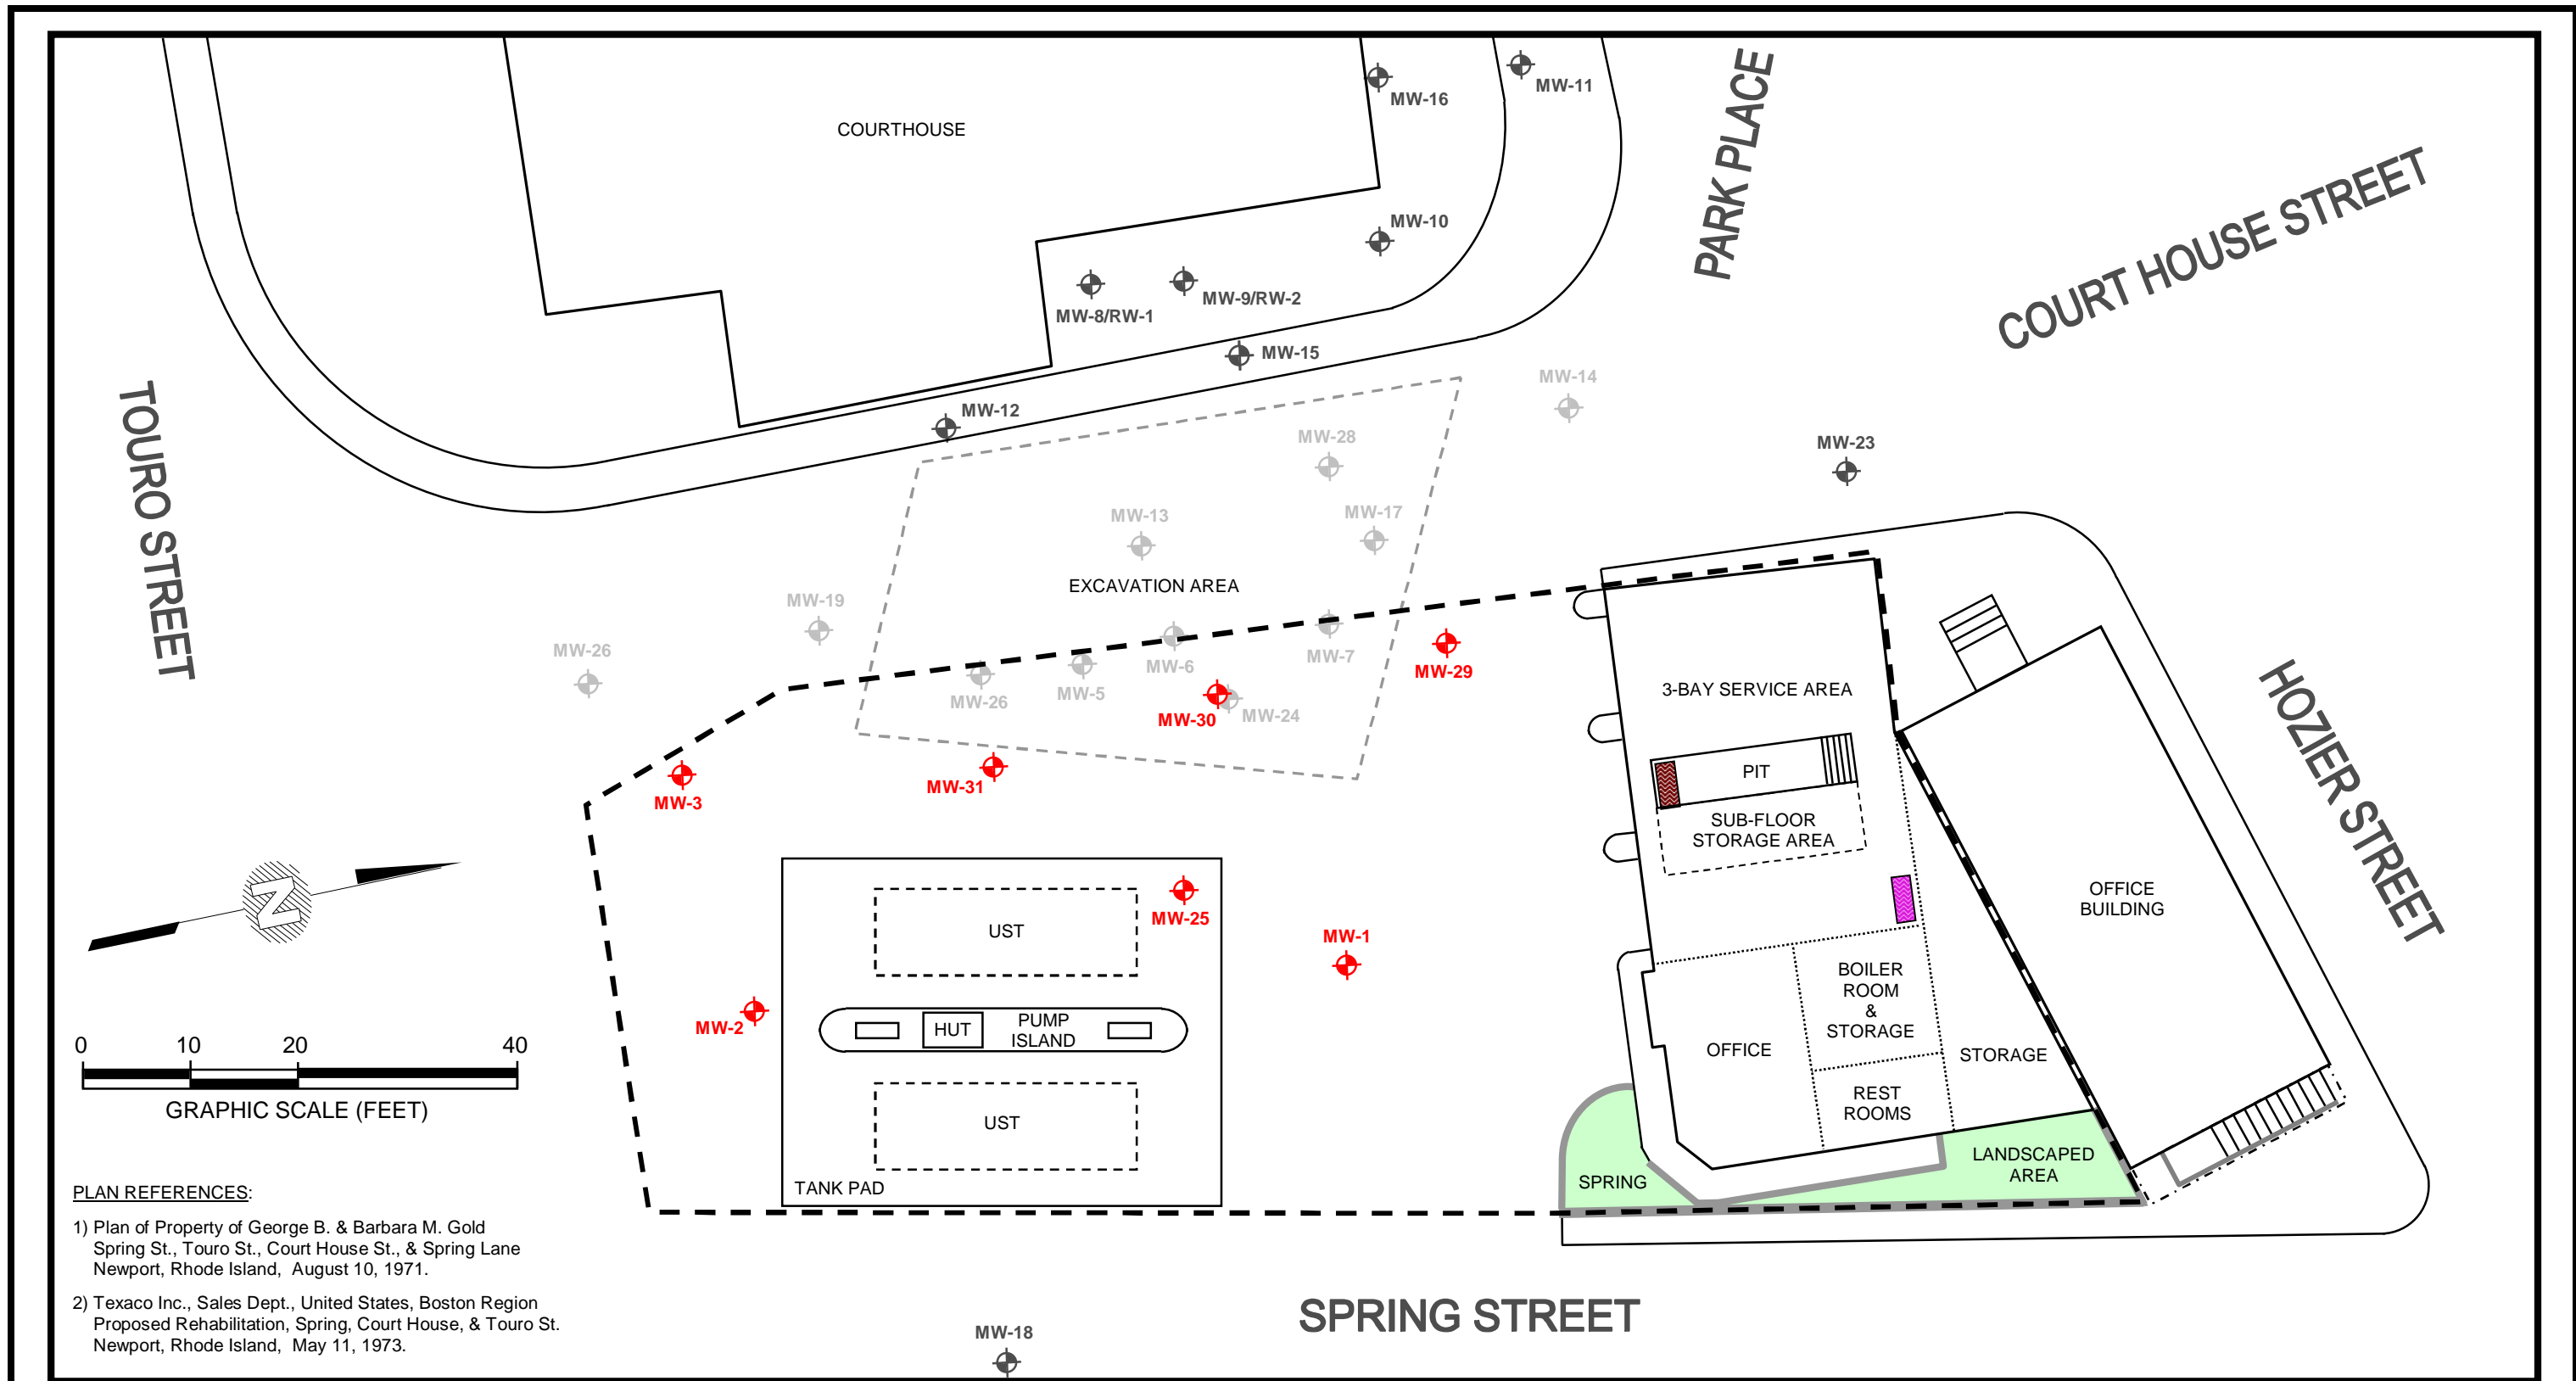 MW-16
MW-11
COURTHOUSE
PARK PLACE
COURT HOUSE STREET
MW-10
MW-9/RW-2
MW-8/RW-1
MW-15
MW-14
MW-12
MW-28
MW-23
TOURO STREET
MW-13
MW-17
EXCAVATION AREA
MW-19
MW-26
MW-6
MW-7
MW-5
MW-26
MW-29
MW-30
MW-24
3-BAY SERVICE AREA
HOZIER STREET
MW-3
MW-31
PIT
SUB-FLOOR
STORAGE AREA
N
UST
MW-25
MW-1
OFFICE
BUILDING
BOILER
ROOM
&
STORAGE
MW-2
HUT
PUMP
ISLAND
OFFICE
STORAGE
0 10 20 40
GRAPHIC SCALE (FEET)
UST
REST
ROOMS
TANK PAD
SPRING
LANDSCAPED
AREA
PLAN REFERENCES:
1) Plan of Property of George B. & Barbara M. Gold
Spring St., Touro St., Court House St., & Spring Lane
Newport, Rhode Island, August 10, 1971.
2) Texaco Inc., Sales Dept., United States, Boston Region
Proposed Rehabilitation, Spring, Court House, & Touro St.
Newport, Rhode Island, May 11, 1973.
SPRING STREET
MW-18